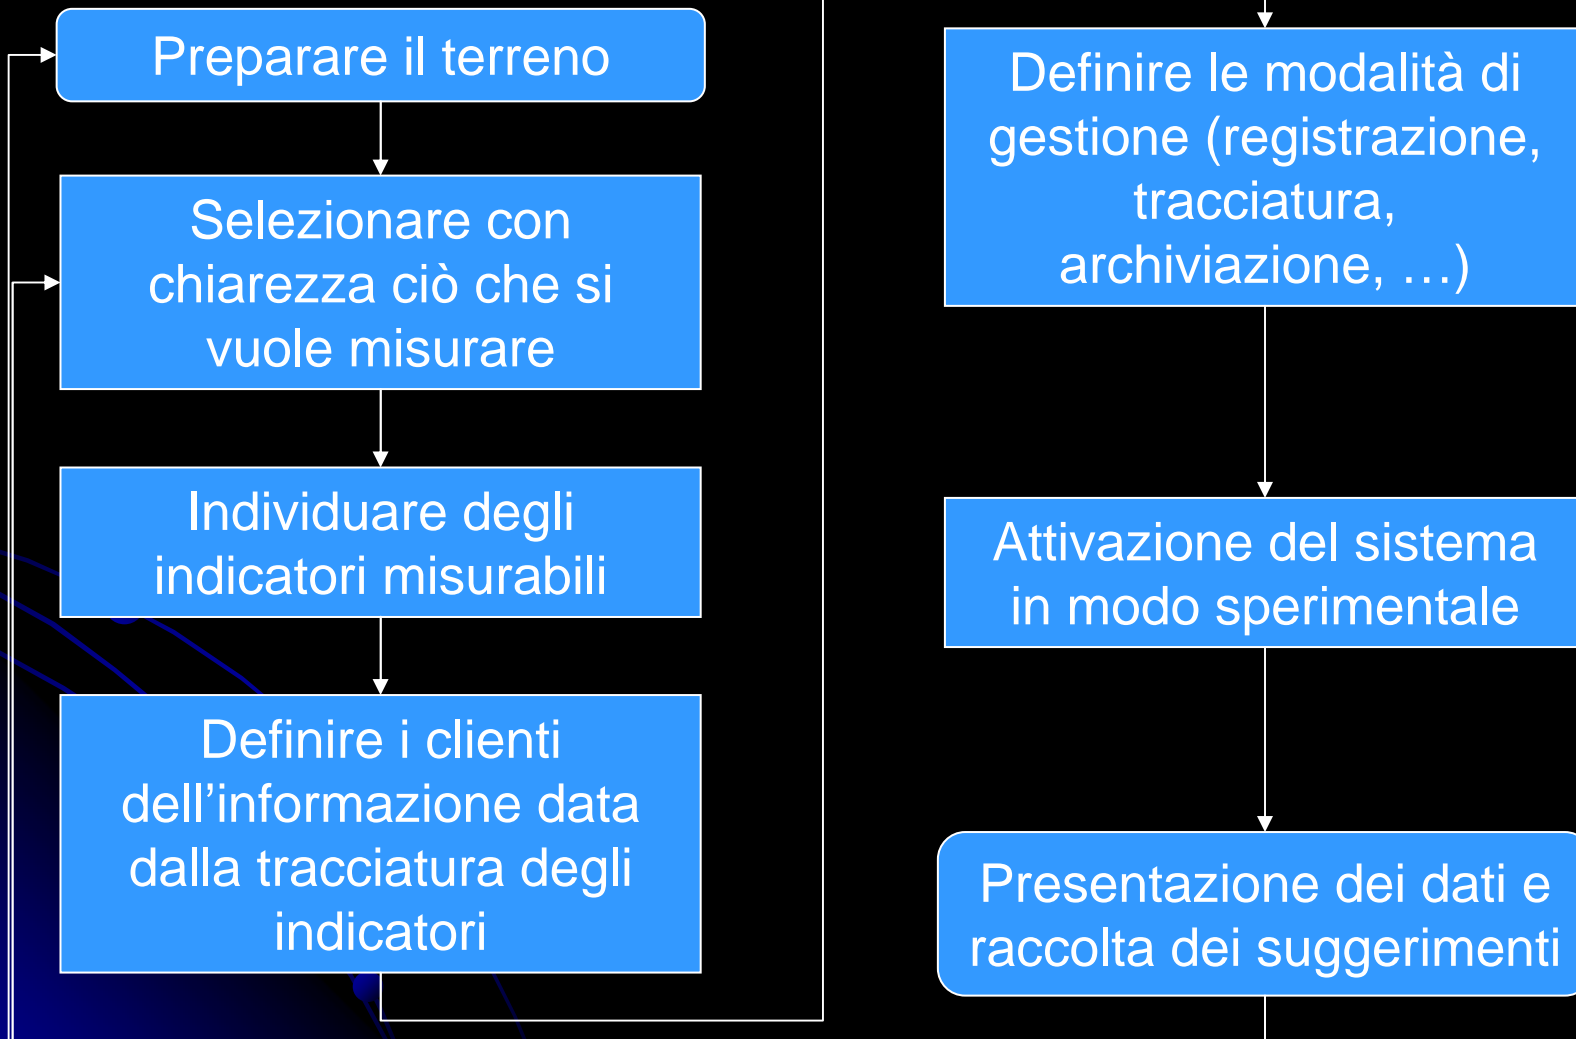 Preparare il terreno
Selezionare con
chiarezza ciò che si
vuole misurare
Individuare degli
indicatori misurabili
Definire i clienti
dell’informazione data
dalla tracciatura degli
indicatori
Definire le modalità di
gestione (registrazione,
tracciatura,
archiviazione, …)
Attivazione del sistema
in modo sperimentale
Presentazione dei dati e
raccolta dei suggerimenti